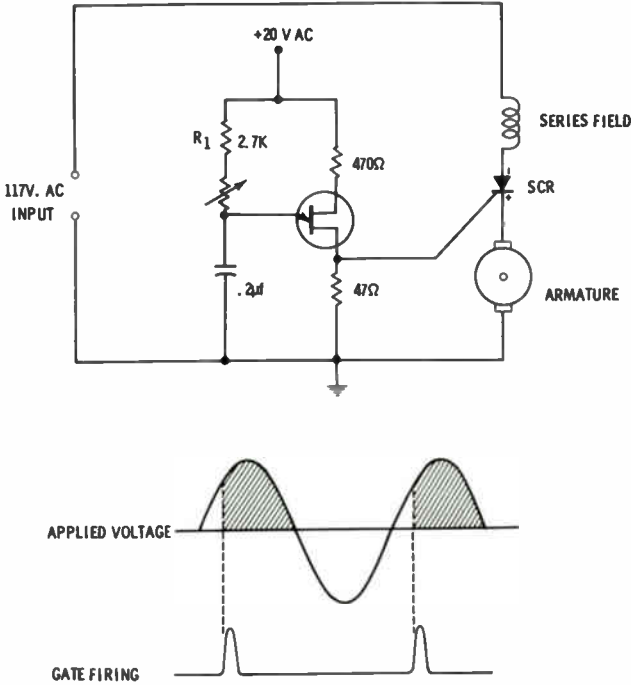 +20 V AC
R1 2.7K
SERIES FIELD
470Ω
117V. AC
INPUT
-
SCR
+
.2µf
47Ω
ARMATURE
APPLIED VOLTAGE
GATE FIRING